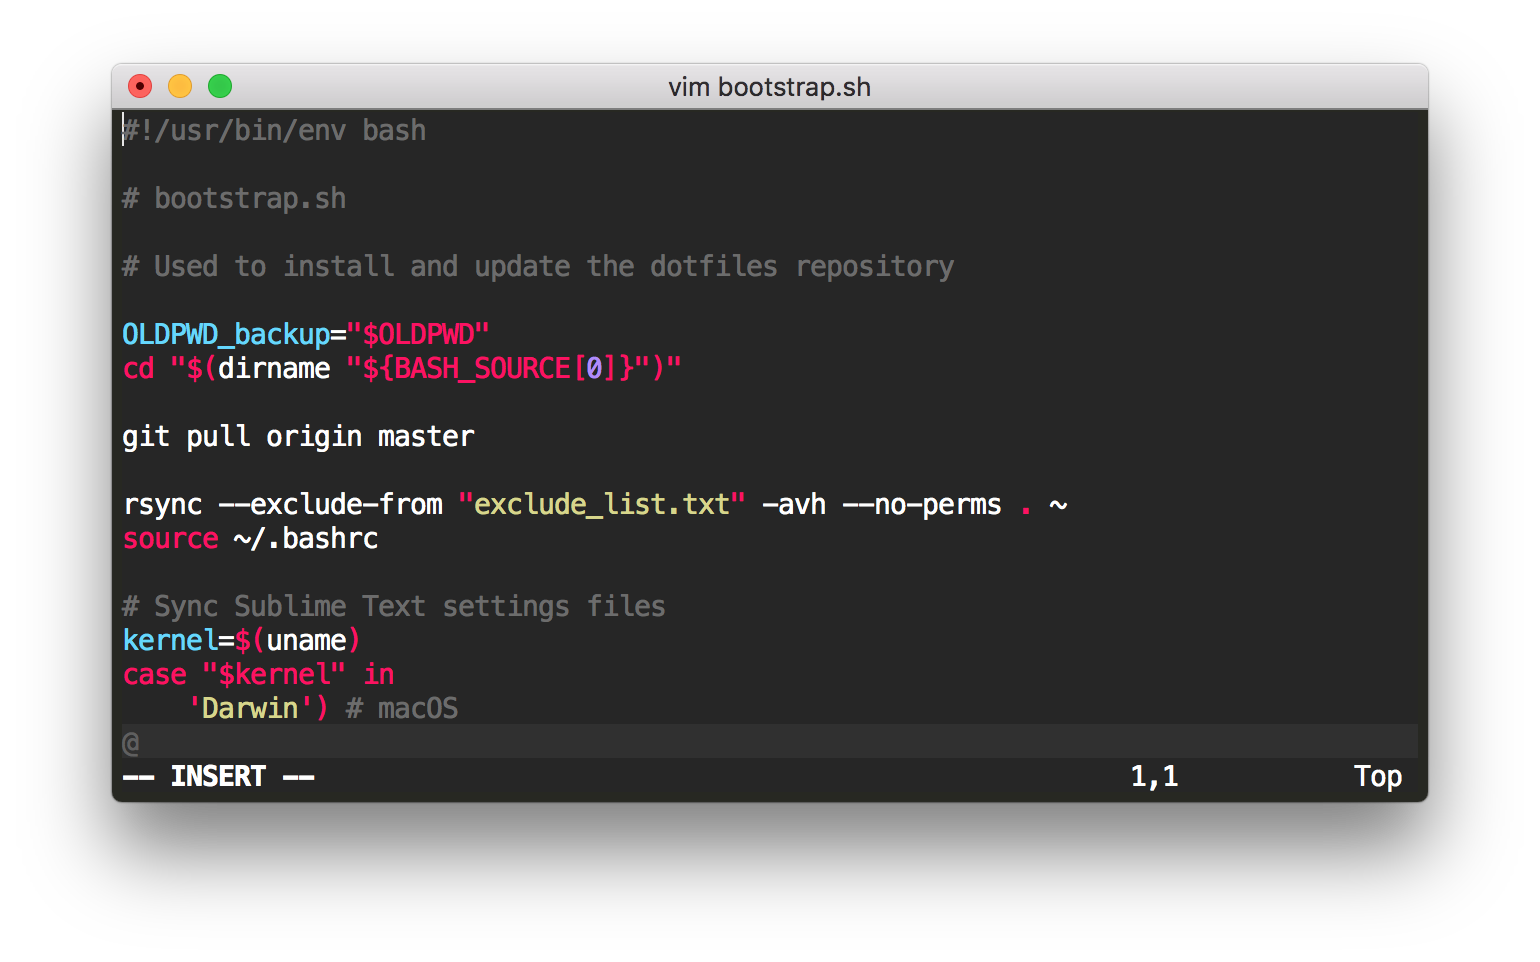 vim bootstrap.sh
#!/usr/bin/env bash
# bootstrap.sh
# Used to install and update the dotfiles repository
OLDPWD_backup="$OLDPWD"
cd "$(dirname "${BASH_SOURCE[0]}")"
git pull origin master
rsync --exclude-from "exclude_list.txt" -avh --no-perms . ~
source ~/.bashrc
# Sync Sublime Text settings files
kernel=$(uname)
case "$kernel" in
    'Darwin') # macOS
@
-- INSERT -- 1,1 Top